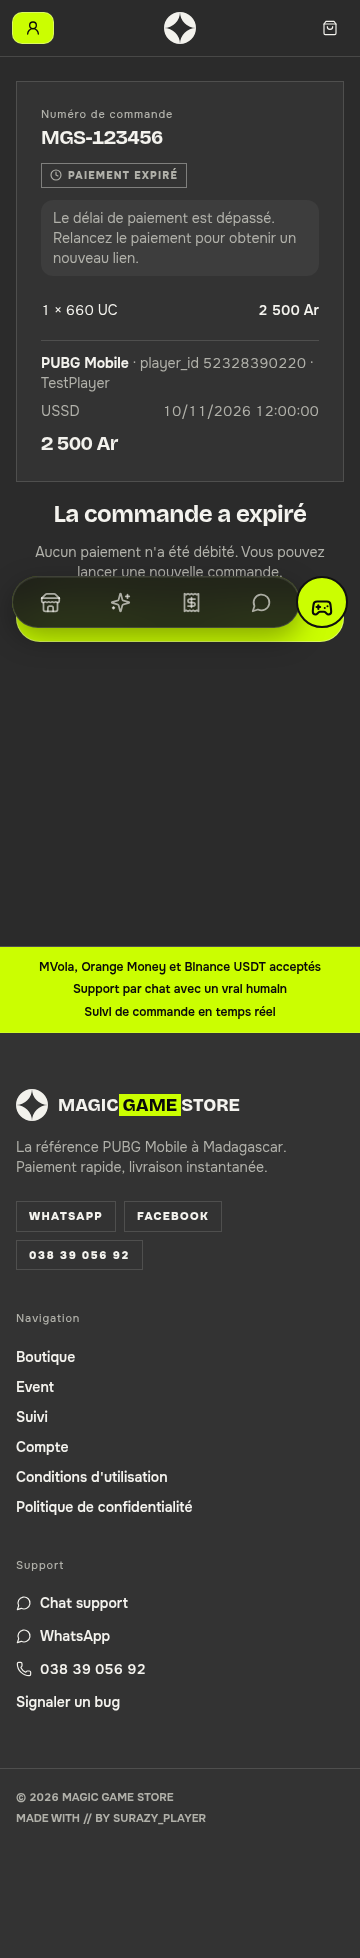 Numéro de commande
MGS-123456
PAIEMENT EXPIRÉ
Le délai de paiement est dépassé.
Relancez le paiement pour obtenir un
nouveau lien.
1 × 660 UC 2 500 Ar
PUBG Mobile · player_id 52328390220 ·
TestPlayer
USSD 10/11/2026 12:00:00
2 500 Ar
La commande a expiré
Aucun paiement n'a été débité. Vous pouvez
lancer une nouvelle commande.
MVola, Orange Money et Binance USDT acceptés
Support par chat avec un vrai humain
Suivi de commande en temps réel
MAGIC GAME STORE
La référence PUBG Mobile à Madagascar.
Paiement rapide, livraison instantanée.
WHATSAPP FACEBOOK
038 39 056 92
Navigation
Boutique
Event
Suivi
Compte
Conditions d'utilisation
Politique de confidentialité
Support
Chat support
WhatsApp
038 39 056 92
Signaler un bug
© 2026 MAGIC GAME STORE
MADE WITH // BY SURAZY_PLAYER